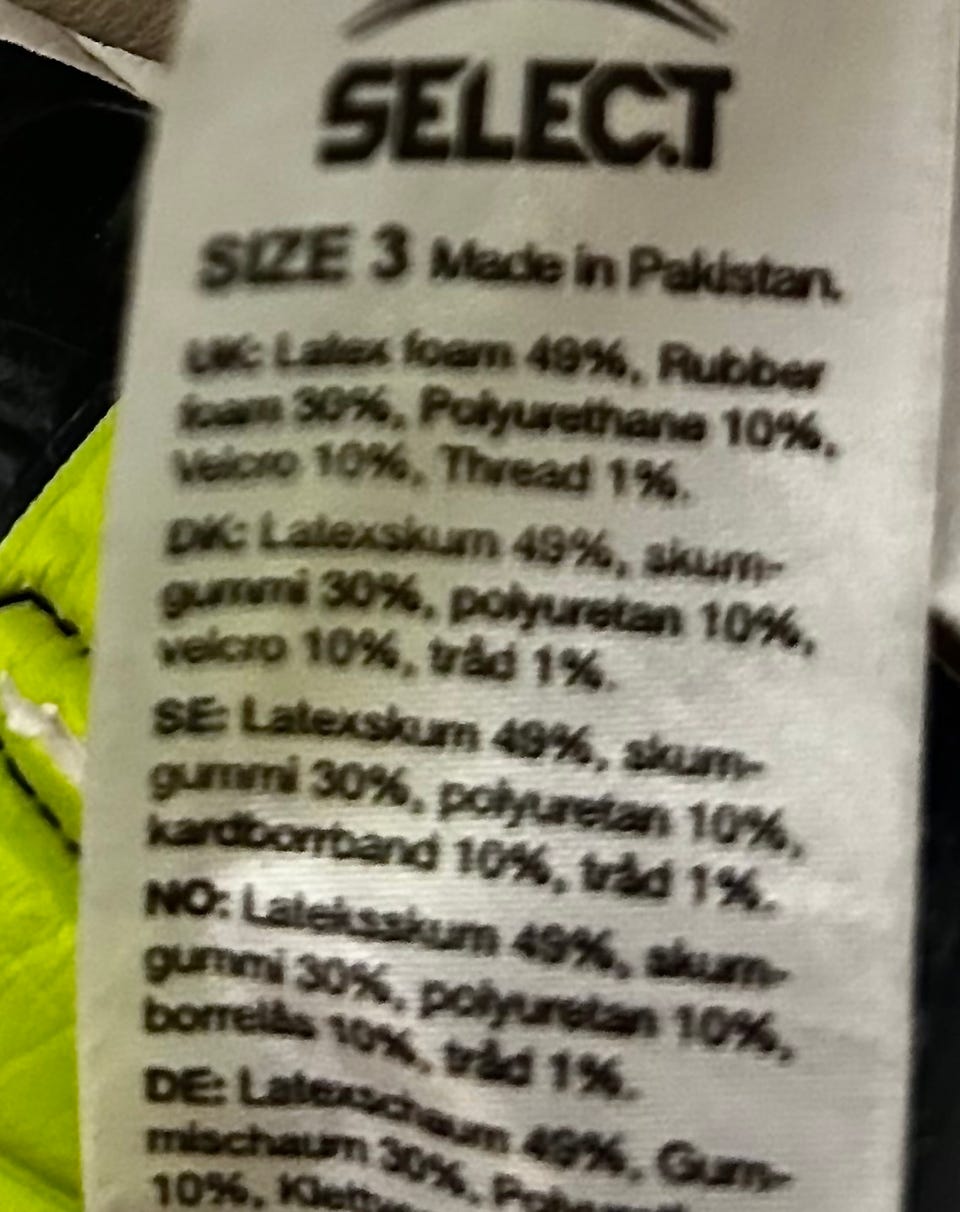 SELECT
SIZE 3 Made in Pakistan.
UK: Latex foam 49%, Rubber
foam 30%, Polyurethane 10%,
Velcro 10%, Thread 1%.
DK: Latexskum 49%, skum-
gummi 30%, polyuretan 10%,
velcro 10%, tråd 1%.
SE: Latexskum 49%, skum-
gummi 30%, polyuretan 10%,
kardborrband 10%, tråd 1%.
NO: Lateksskum 49%, skum-
gummi 30%, polyuretan 10%,
borrelås 10%, tråd 1%.
DE: Latexschaum 49%, Gum-
mischaum 30%,
10%,